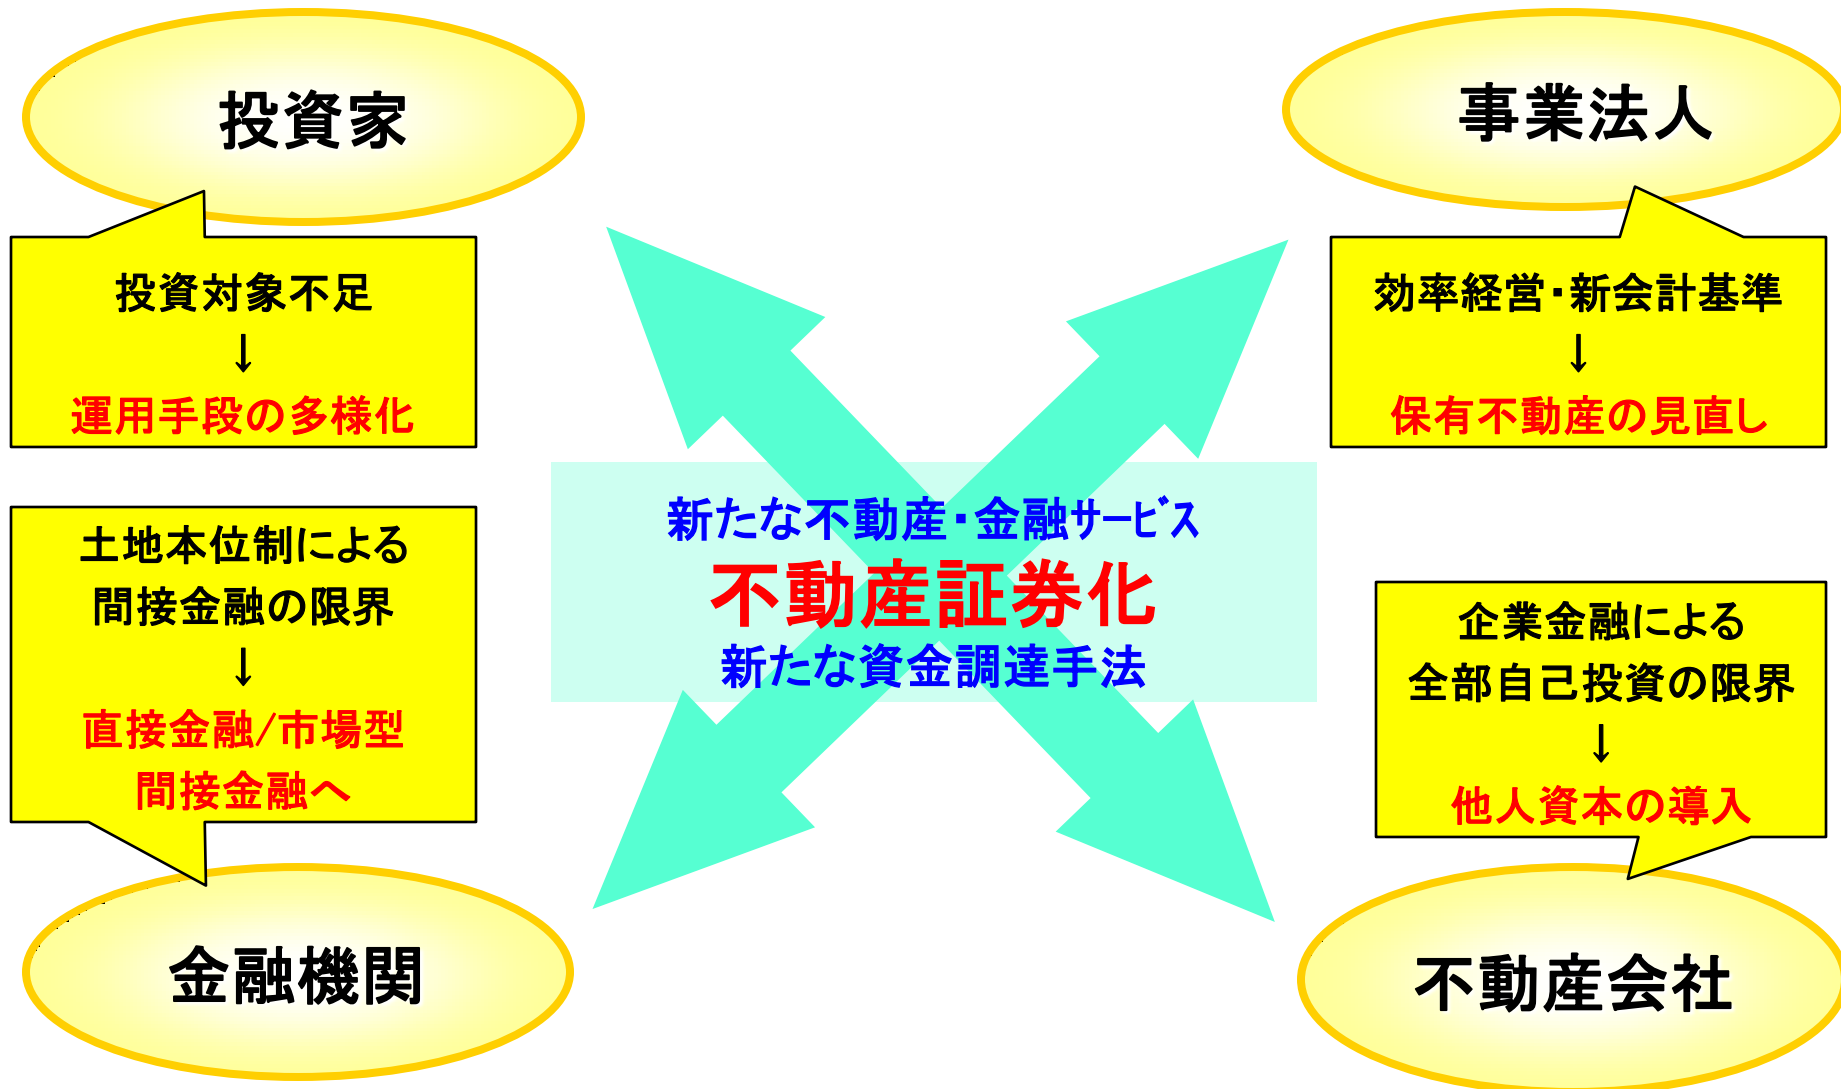 投資家
投資対象不足
↓
運用手段の多様化
事業法人
効率経営・新会計基準
↓
保有不動産の見直し
新たな不動産・金融ｻｰﾋﾞｽ
不動産証券化
新たな資金調達手法
土地本位制による
間接金融の限界
↓
直接金融/市場型
間接金融へ
金融機関
企業金融による
全部自己投資の限界
↓
他人資本の導入
不動産会社